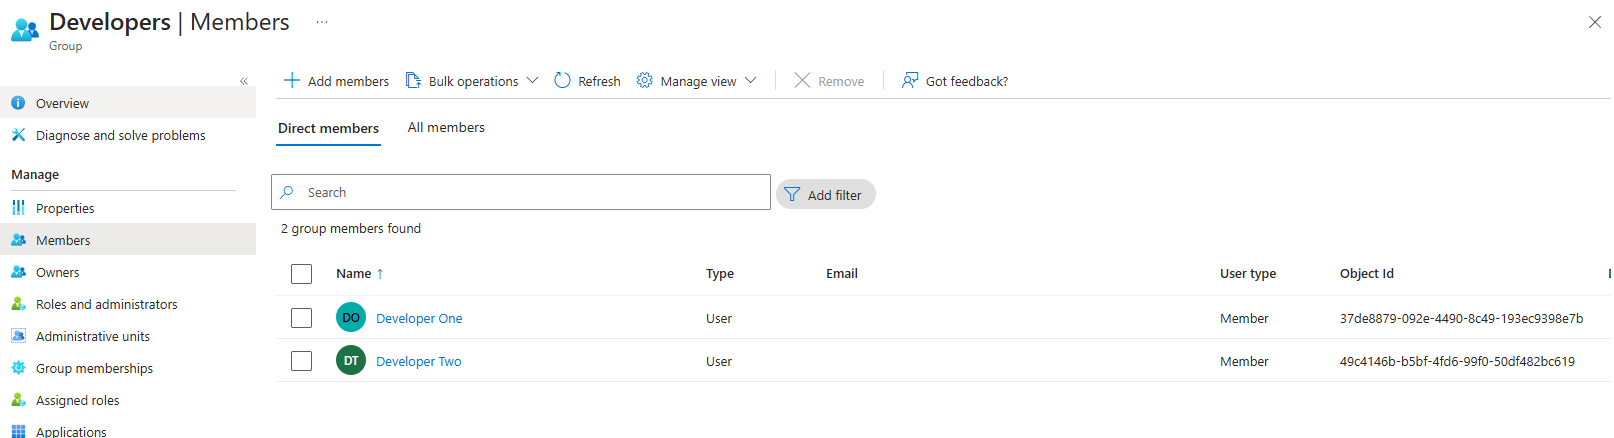 Developers | Members ...
Group
«
Overview
Diagnose and solve problems
Manage
Properties
Members
Owners
Roles and administrators
Administrative units
Group memberships
Assigned roles
Applications
Add members Bulk operations Refresh Manage view Remove Got feedback?
Direct members All members
Search Add filter
2 group members found
Name ↑ Type Email User type Object Id
DO Developer One User Member 37de8879-092e-4490-8c49-193ec9398e7b
DT Developer Two User Member 49c4146b-b5bf-4fd6-99f0-50df482bc619